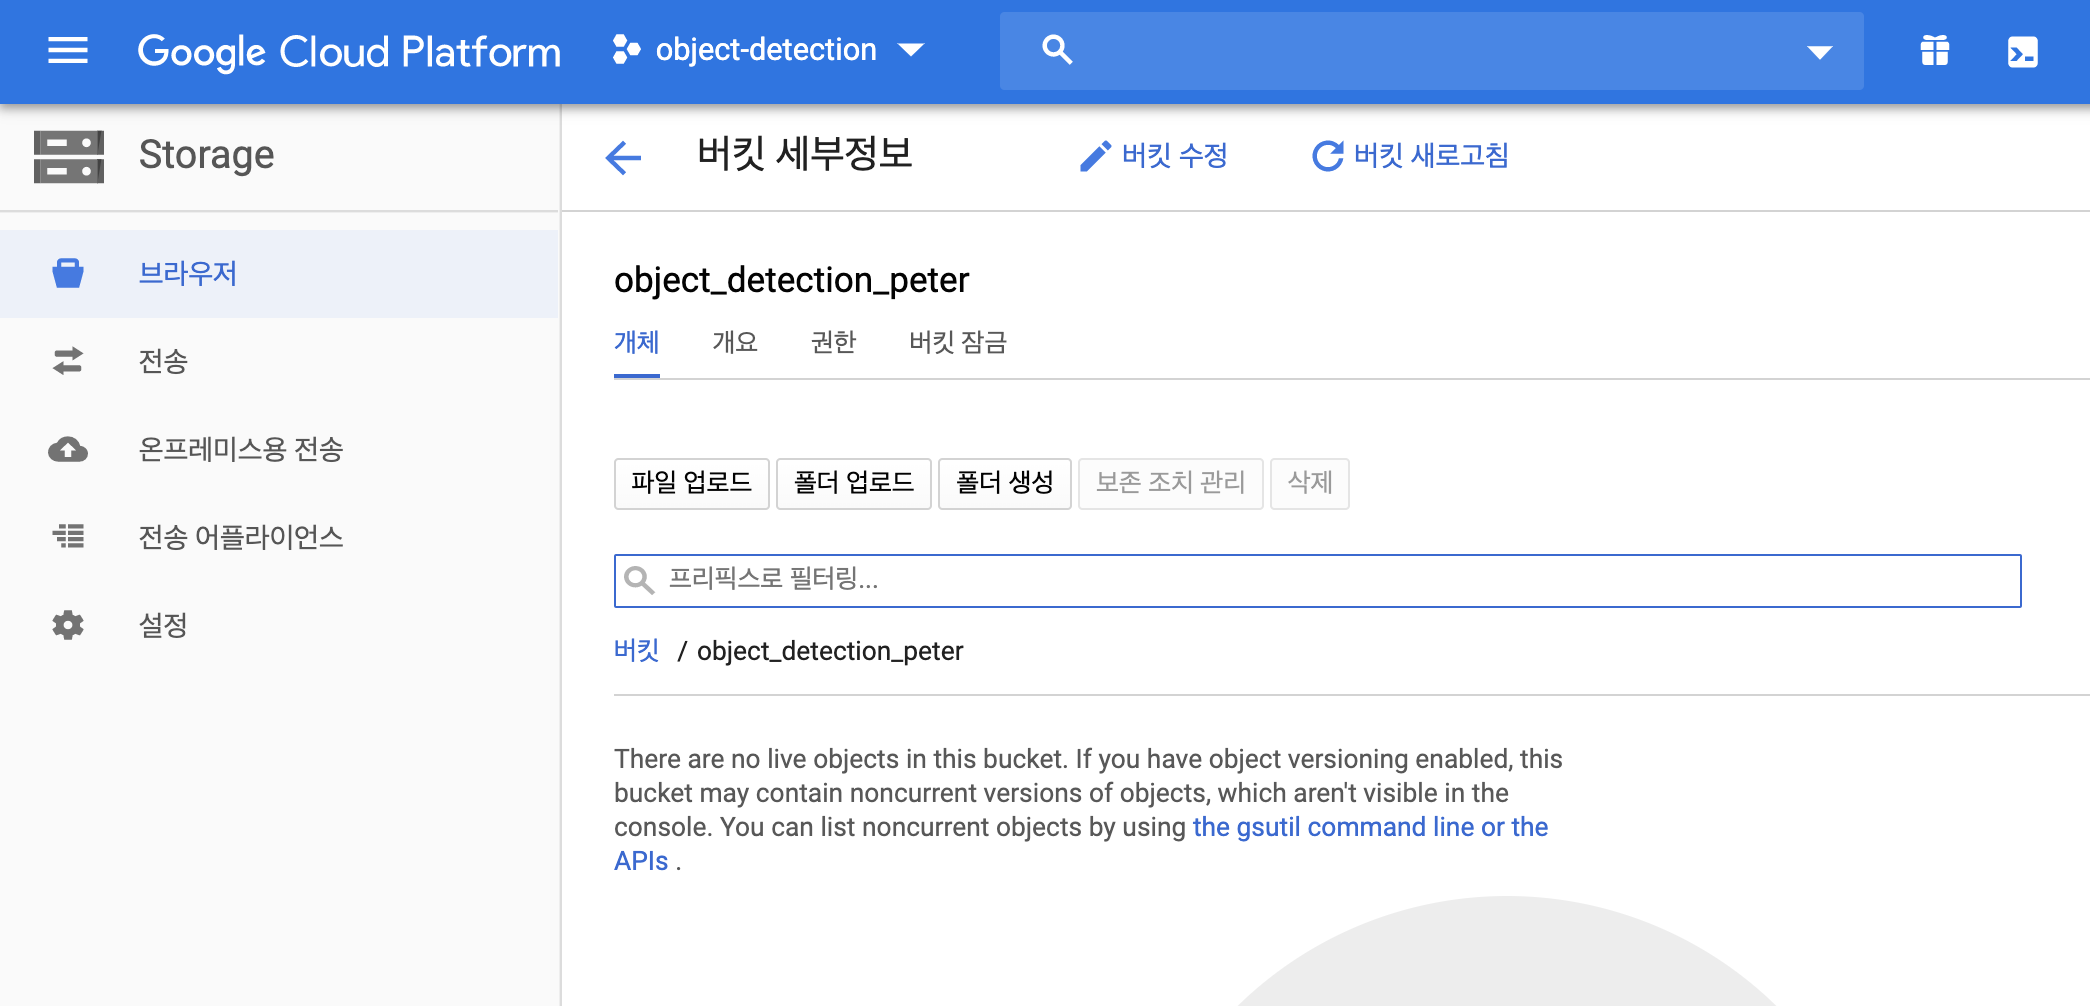 Google Cloud Platform
object-detection
Storage
버킷 세부정보
버킷 수정
버킷 새로고침
브라우저
전송
온프레미스용 전송
전송 어플라이언스
설정
object_detection_peter
개체 개요 권한 버킷 잠금
파일 업로드 폴더 업로드 폴더 생성 보존 조치 관리 삭제
프리픽스로 필터링...
버킷 / object_detection_peter
There are no live objects in this bucket. If you have object versioning enabled, this
bucket may contain noncurrent versions of objects, which aren't visible in the
console. You can list noncurrent objects by using the gsutil command line or the
APIs .